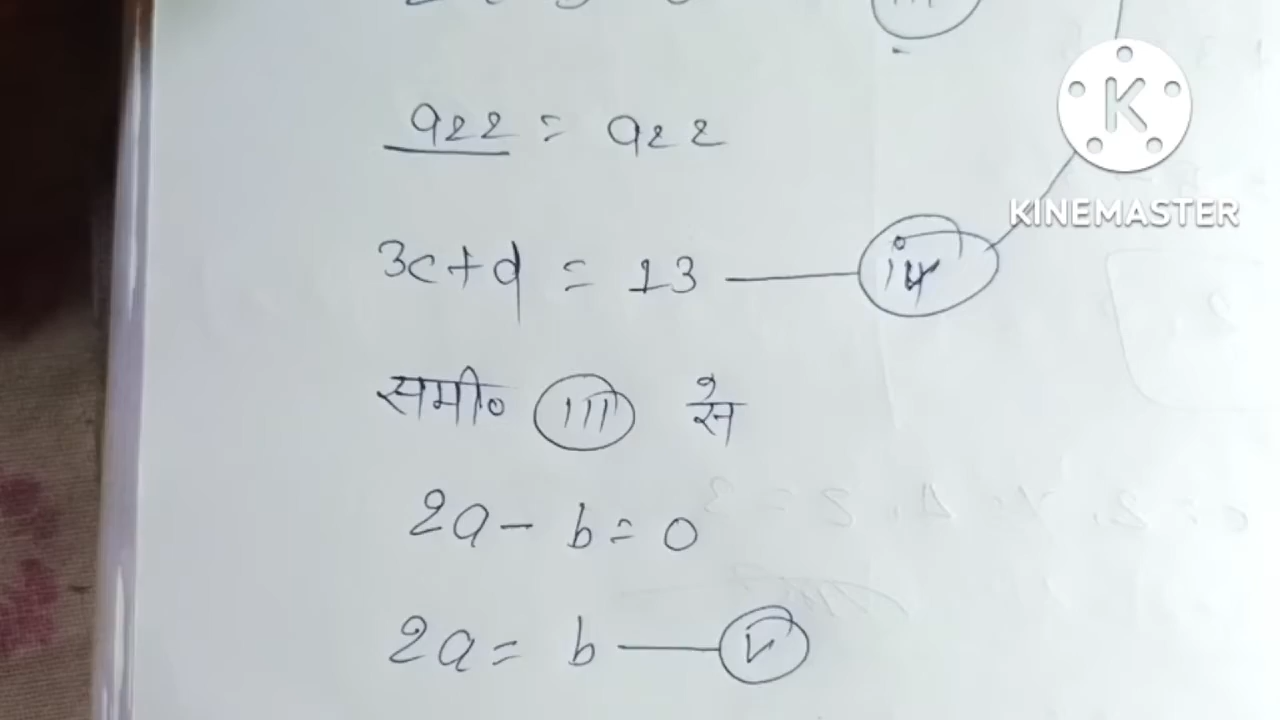 a22 = a22
3c+d = 13 — iv
समी० III से
2a - b = 0
2a = b — V
K
KINEMASTER